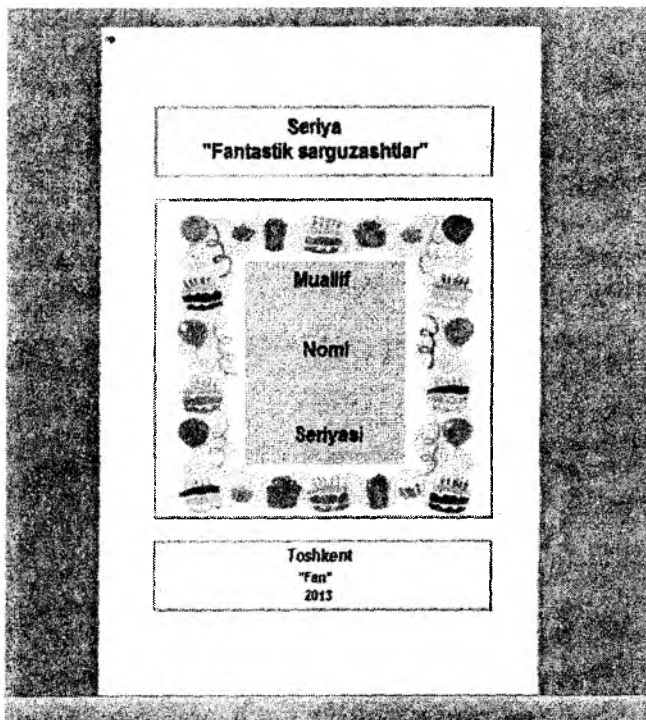 Seriya
"Fantastik sarguzashtlar"
Muallif
Nomi
Seriyasi
Toshkent
"Fan"
2013